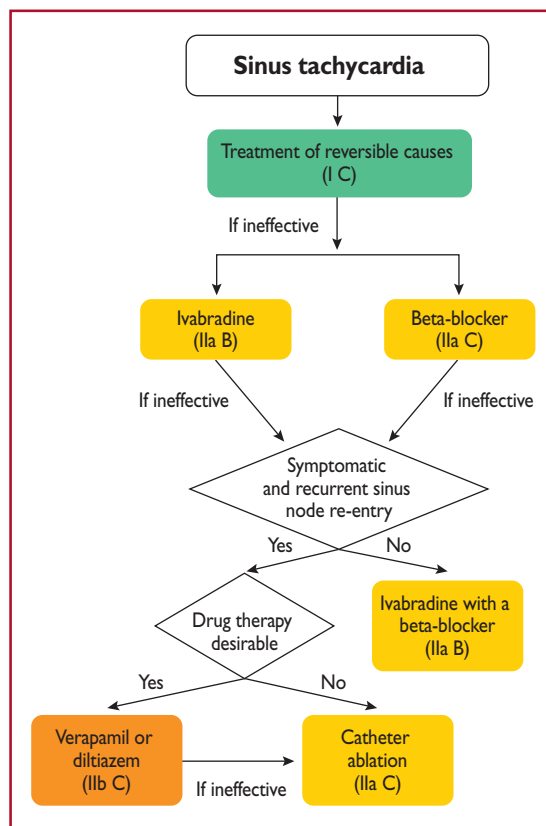 Sinus tachycardia
Treatment of reversible causes
(I C)
If ineffective
Ivabradine
(IIa B)
Beta-blocker
(IIa C)
If ineffective
If ineffective
Symptomatic
and recurrent sinus
node re-entry
Yes
No
Drug therapy
desirable
Ivabradine with a
beta-blocker
(IIa B)
Yes
No
Verapamil or
diltiazem
(IIb C)
If ineffective
Catheter
ablation
(IIa C)